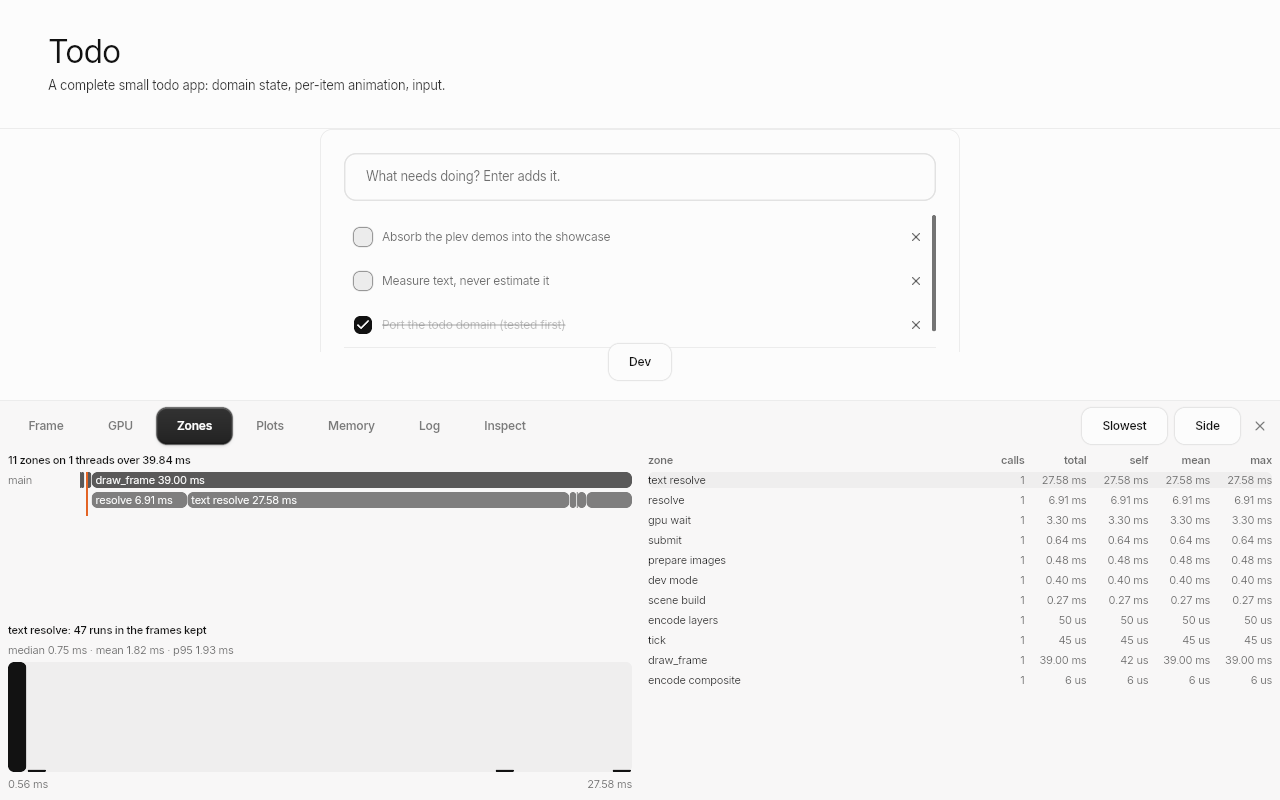 Todo
A complete small todo app: domain state, per-item animation, input.
What needs doing? Enter adds it.
Absorb the plev demos into the showcase
Measure text, never estimate it
Port the todo domain (tested first)
Dev
Frame GPU Zones Plots Memory Log Inspect Slowest Side
11 zones on 1 threads over 39.84 ms
main draw_frame 39.00 ms
resolve 6.91 ms text resolve 27.58 ms
text resolve: 47 runs in the frames kept
median 0.75 ms · mean 1.82 ms · p95 1.93 ms
0.56 ms 27.58 ms
zone calls total self mean max
text resolve 1 27.58 ms 27.58 ms 27.58 ms 27.58 ms
resolve 1 6.91 ms 6.91 ms 6.91 ms 6.91 ms
gpu wait 1 3.30 ms 3.30 ms 3.30 ms 3.30 ms
submit 1 0.64 ms 0.64 ms 0.64 ms 0.64 ms
prepare images 1 0.48 ms 0.48 ms 0.48 ms 0.48 ms
dev mode 1 0.40 ms 0.40 ms 0.40 ms 0.40 ms
scene build 1 0.27 ms 0.27 ms 0.27 ms 0.27 ms
encode layers 1 50 us 50 us 50 us 50 us
tick 1 45 us 45 us 45 us 45 us
draw_frame 1 39.00 ms 42 us 39.00 ms 39.00 ms
encode composite 1 6 us 6 us 6 us 6 us